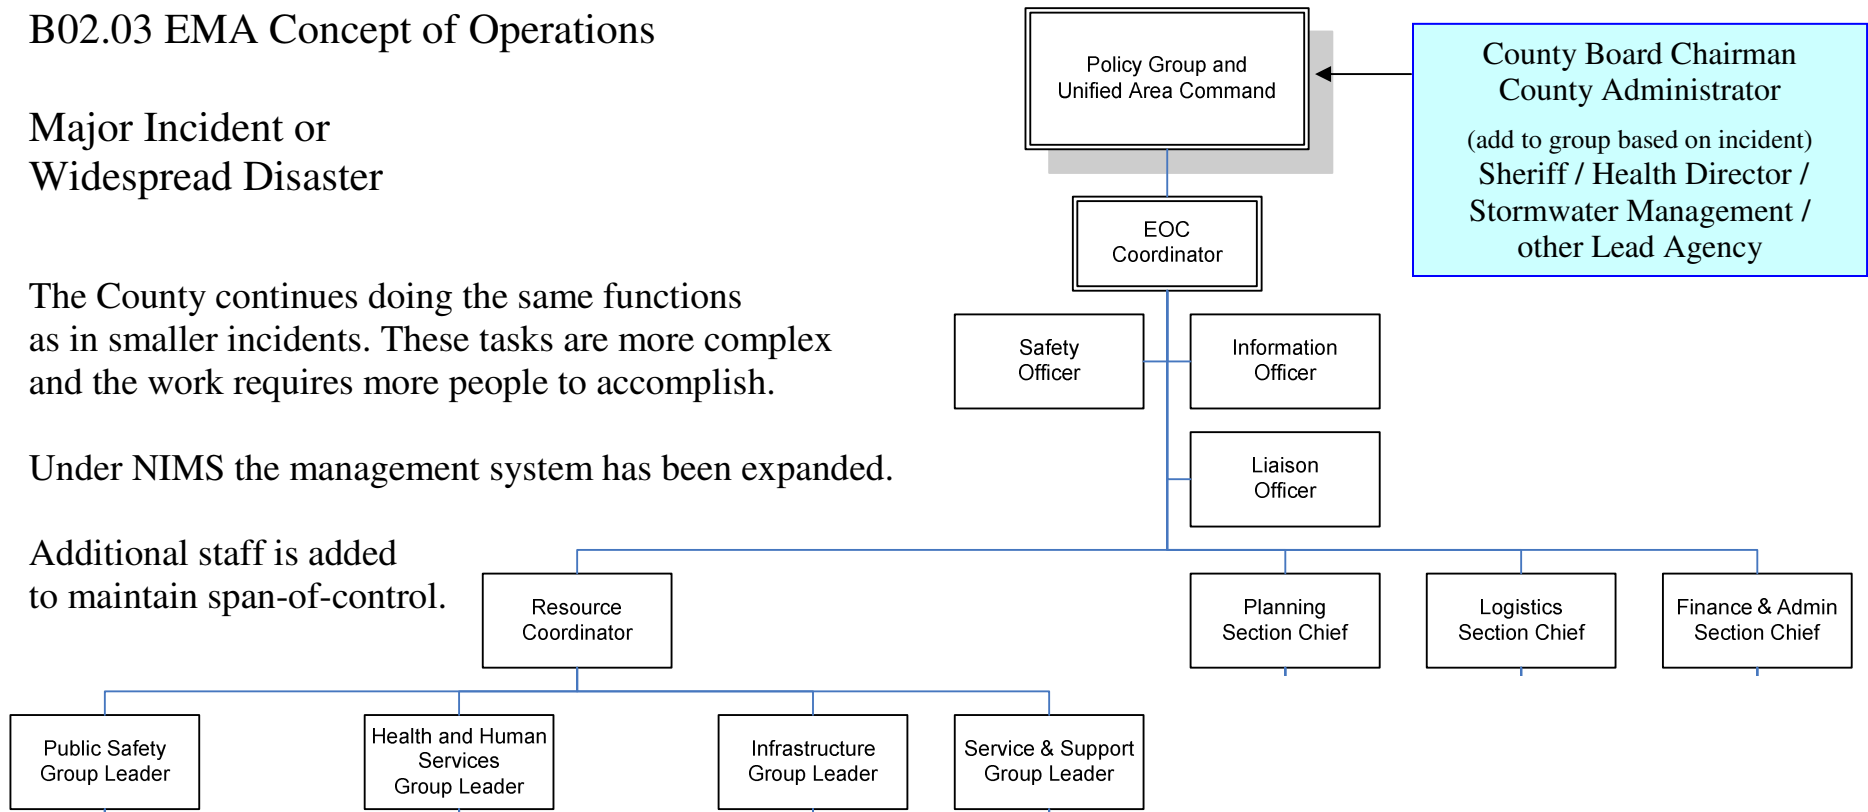 B02.03 EMA Concept of Operations
Major Incident or
Widespread Disaster
The County continues doing the same functions
as in smaller incidents. These tasks are more complex
and the work requires more people to accomplish.
Under NIMS the management system has been expanded.
Additional staff is added
to maintain span-of-control.
Policy Group and
Unified Area Command
County Board Chairman
County Administrator
(add to group based on incident)
Sheriff / Health Director /
Stormwater Management /
other Lead Agency
EOC
Coordinator
Safety
Officer
Information
Officer
Liaison
Officer
Resource
Coordinator
Planning
Section Chief
Logistics
Section Chief
Finance & Admin
Section Chief
Public Safety
Group Leader
Health and Human
Services
Group Leader
Infrastructure
Group Leader
Service & Support
Group Leader